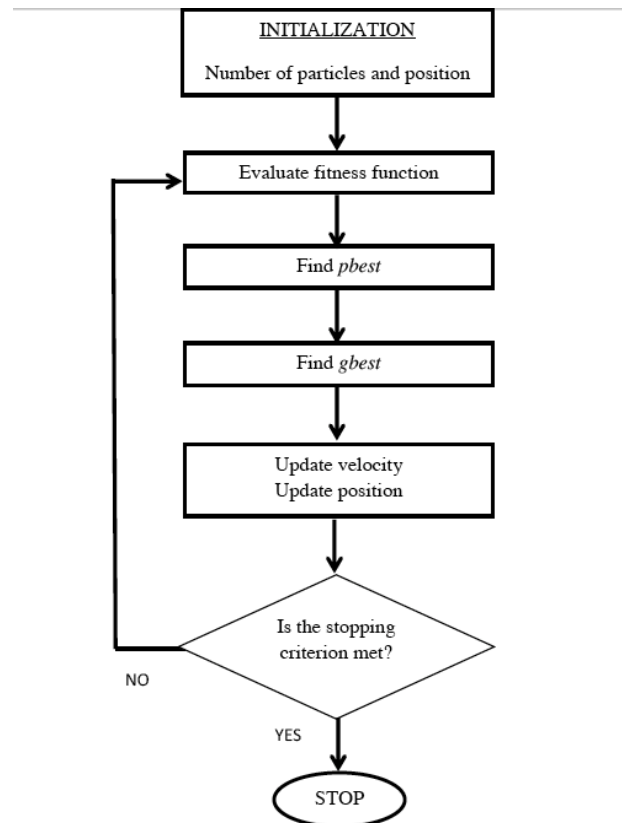 INITIALIZATION
Number of particles and position
Evaluate fitness function
Find pbest
Find gbest
Update velocity
Update position
Is the stopping
criterion met?
NO
YES
STOP